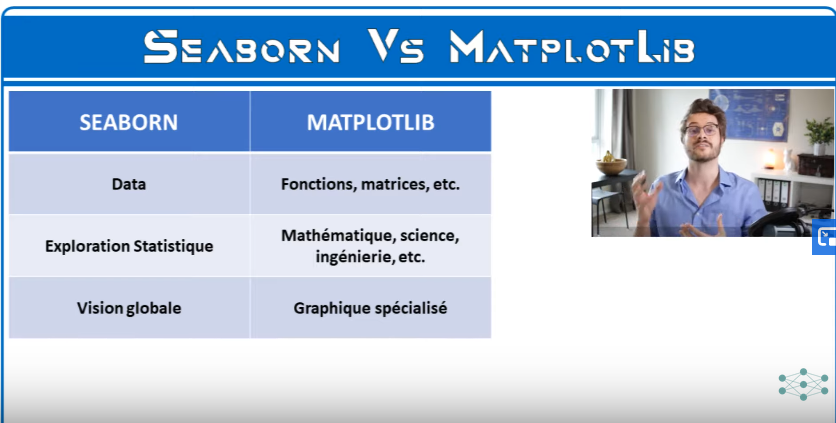 Seaborn Vs MatplotLib
SEABORN
MATPLOTLIB
Data
Fonctions, matrices, etc.
Exploration Statistique
Mathématique, science,
ingénierie, etc.
Vision globale
Graphique spécialisé